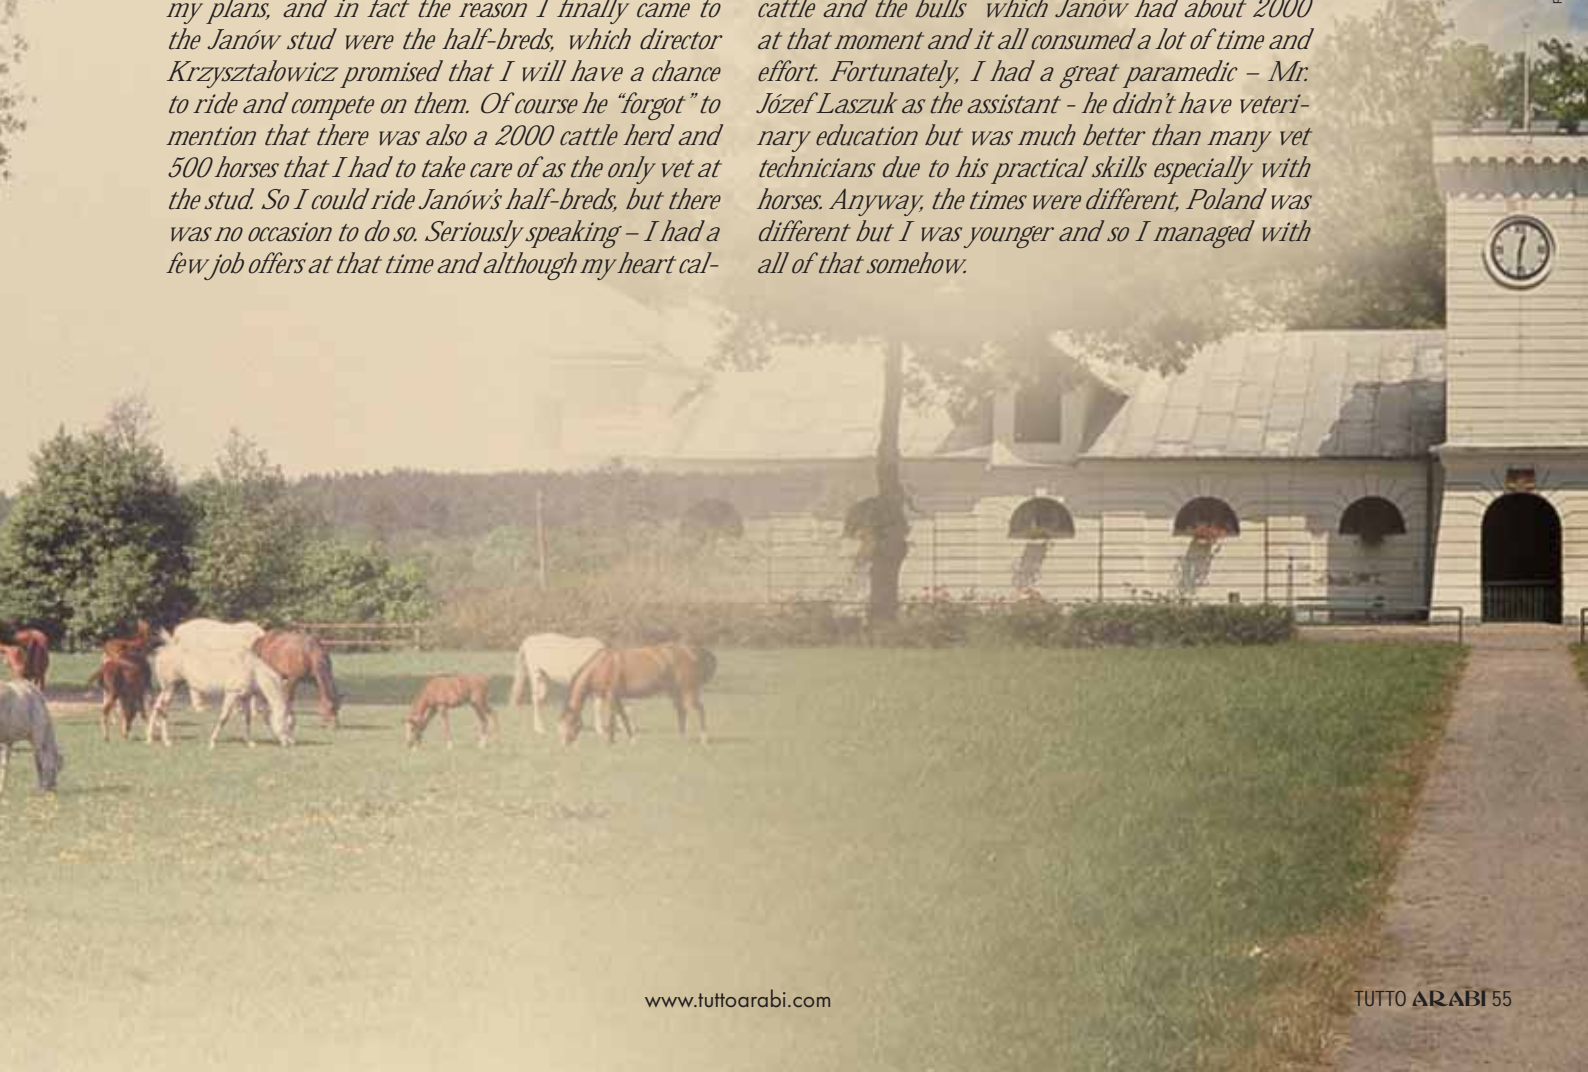 my plans, and in fact the reason I finally came to
the Janów stud were the half-breds, which director
Krzyształowicz promised that I will have a chance
to ride and compete on them. Of course he “forgot” to
mention that there was also a 2000 cattle herd and
500 horses that I had to take care of as the only vet at
the stud. So I could ride Janów’s half-breds, but there
was no occasion to do so. Seriously speaking – I had a
few job offers at that time and although my heart cal-
cattle and the bulls which Janów had about 2000
at that moment and it all consumed a lot of time and
effort. Fortunately, I had a great paramedic – Mr.
Józef Laszuk as the assistant - he didn’t have veteri-
nary education but was much better than many vet
technicians due to his practical skills especially with
horses. Anyway, the times were different, Poland was
different but I was younger and so I managed with
all of that somehow.
www.tuttoarabi.com
TUTTO ARABI 55